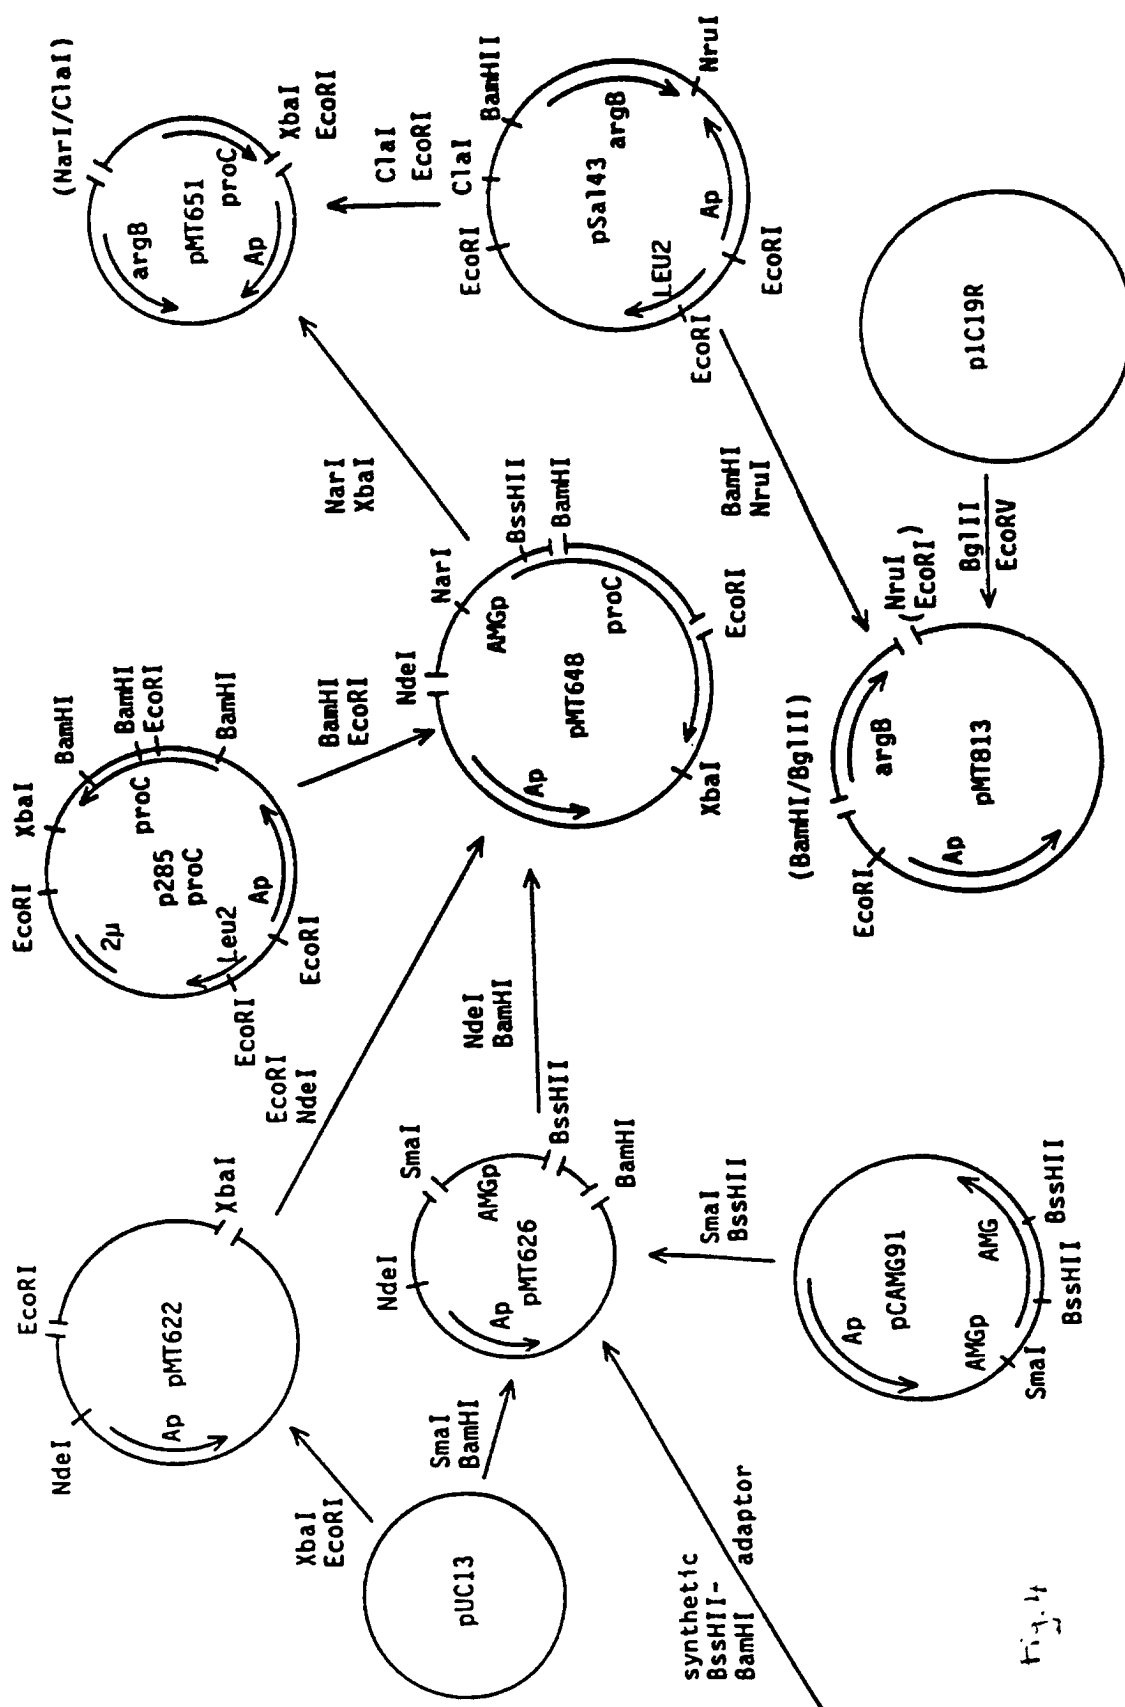 pUC13
XbaI
EcoRI
SmaI
BamHI
synthetic
BssHII-
BamHI adaptor
NdeI
EcoRI
XbaI
Ap
pMT622
EcoRI
NdeI
NdeI
SmaI
BssHII
BamHI
AMGp
Ap
pMT626
SmaI
BssHII
Ap
pCAMG91
AMGp
AMG
SmaI
BssHII
BssHII
NdeI
BamHI
EcoRI
XbaI
BamHI
BamHI
EcoRI
BamHI
EcoRI
EcoRI
2µ
proC
p285
proC
Leu2
Ap
BamHI
EcoRI
NdeI
NarI
BssHII
BamHI
EcoRI
XbaI
AMGp
proC
Ap
pMT648
NarI
XbaI
(BamHI/BglII)
NruI
(EcoRI)
EcoRI
argB
Ap
pMT813
BamHI
NruI
BglII
EcoRV
pIC19R
(NarI/ClaI)
XbaI
EcoRI
argB
pMT651
proC
Ap
ClaI
EcoRI
EcoRI
ClaI
BamHII
NruI
EcoRI
EcoRI
pSal43
argB
LEU2
Ap
Fig.4